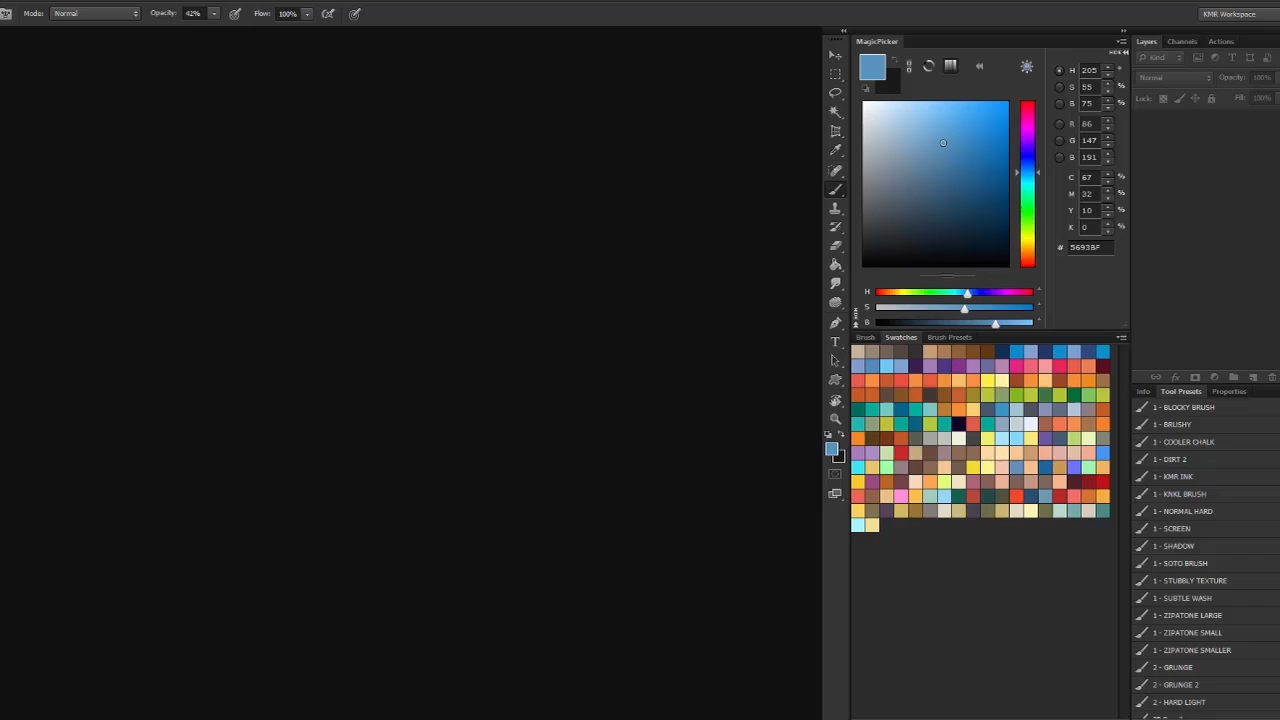 Mode: Normal Opacity: 42% Flow: 100% KMR Workspace
MagicPicker
Layers Channels Actions
Kind
Normal Opacity: 100%
Lock: Fill: 100%
H 205 °
S 55 %
B 75 %
R 86
G 147
B 191
C 67 %
M 32 %
Y 10 %
K 0 %
# 5693BF
H
S
B
Brush Swatches Brush Presets
Info Tool Presets Properties
1 - BLOCKY BRUSH
1 - BRUSHY
1 - COOLER CHALK
1 - DIRT 2
1 - KMR INK
1 - KNKL BRUSH
1 - NORMAL HARD
1 - SCREEN
1 - SHADOW
1 - SOTO BRUSH
1 - STUBBLY TEXTURE
1 - SUBTLE WASH
1 - ZIPATONE LARGE
1 - ZIPATONE SMALL
1 - ZIPATONE SMALLER
2 - GRUNGE
2 - GRUNGE 2
2 - HARD LIGHT